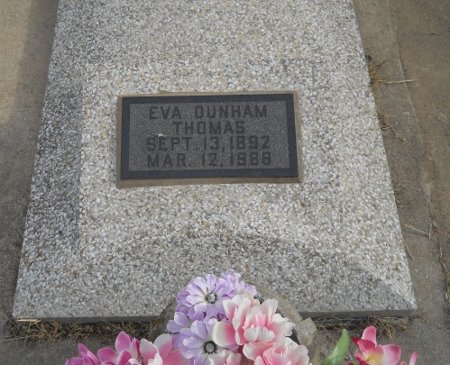 EVA DUNHAM
THOMAS
SEPT. 13, 1892
MAR. 12, 1988